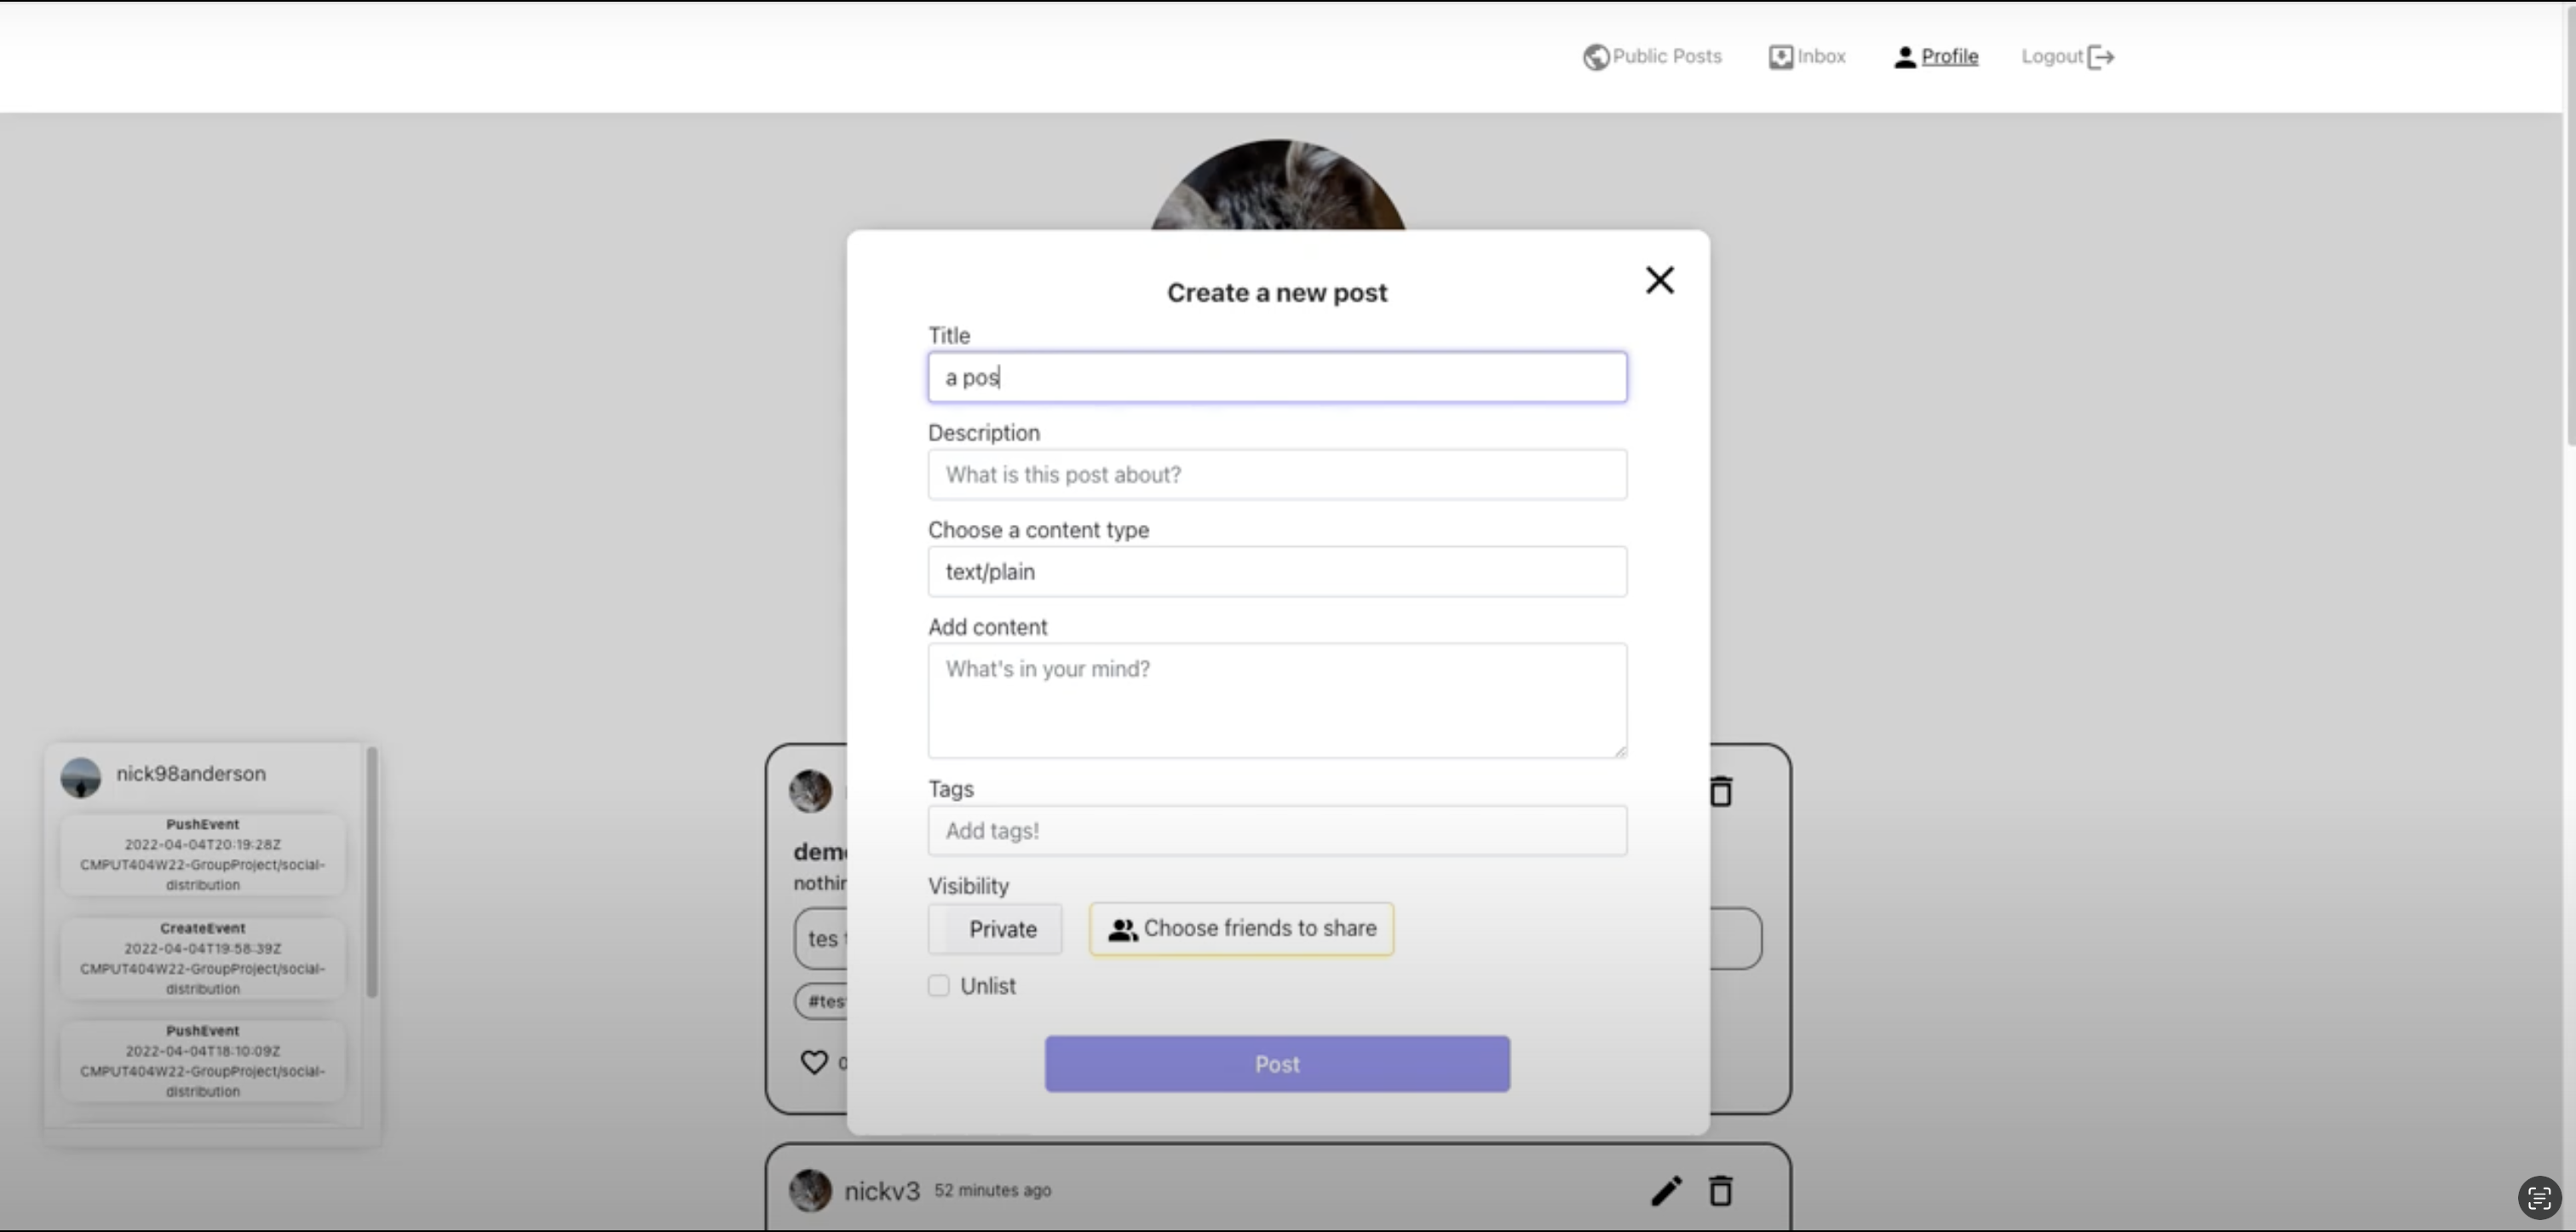 Public Posts
Inbox
Profile
Logout
Create a new post
Title
a pos
Description
What is this post about?
Choose a content type
text/plain
Add content
What's in your mind?
Tags
Add tags!
Visibility
Private
Choose friends to share
Unlist
Post
nick98anderson
PushEvent
2022-04-04T20:19:28Z
CMPUT404W22-GroupProject/social-
distribution
CreateEvent
2022-04-04T19:58:39Z
CMPUT404W22-GroupProject/social-
distribution
PushEvent
2022-04-04T18:10:09Z
CMPUT404W22-GroupProject/social-
distribution
dem
nothin
tes t
#tes
0
nickv3 52 minutes ago